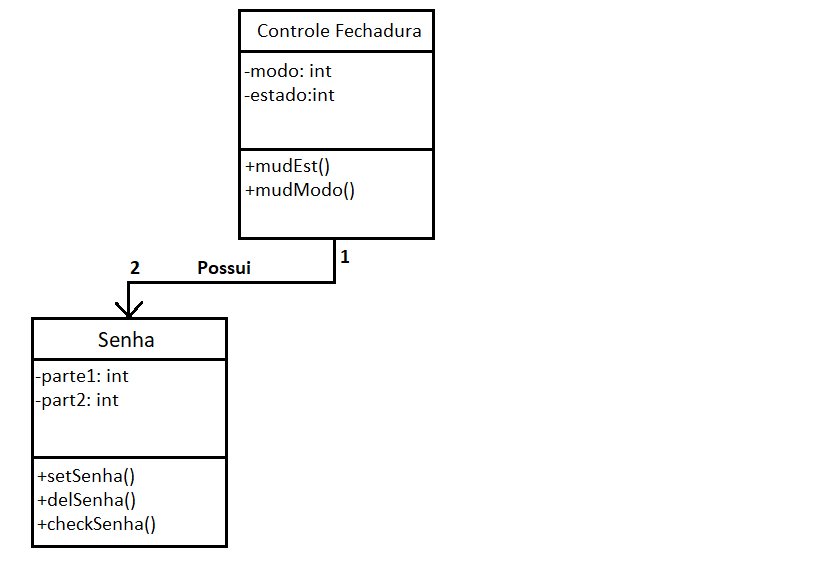 Controle Fechadura
-modo: int
-estado:int
+mudEst()
+mudModo()
1
2
Possui
Senha
-parte1: int
-part2: int
+setSenha()
+delSenha()
+checkSenha()